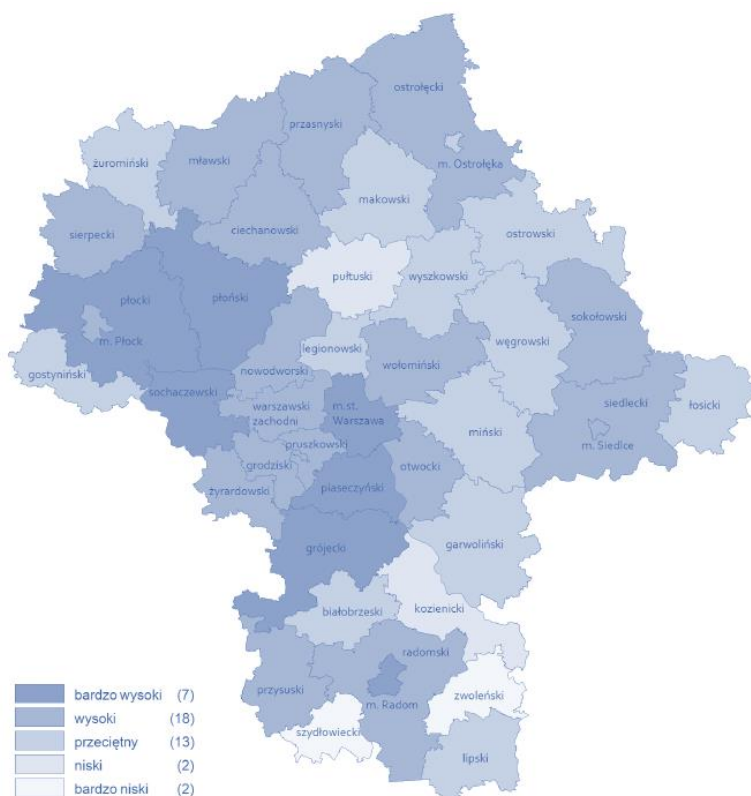 ostrołęcki
przasnyski
żuromiński
mławski
m. Ostrołęka
makowski
sierpecki
ciechanowski
ostrowski
pułtuski
wyszkowski
płocki
płoński
sokołowski
m. Płock
legionowski
węgrowski
gostyniński
nowodworski
wołomiński
sochaczewski
warszawski
zachodni
m.st.
Warszawa
siedlecki
łosicki
miński
pruszkowski
m. Siedlce
grodziski
otwocki
żyrardowski
piaseczyński
garwoliński
grójecki
białobrzeski
kozienicki
radomski
przysuski
zwoleński
m. Radom
szydłowiecki
lipski
bardzo wysoki (7)
wysoki (18)
przeciętny (13)
niski (2)
bardzo niski (2)